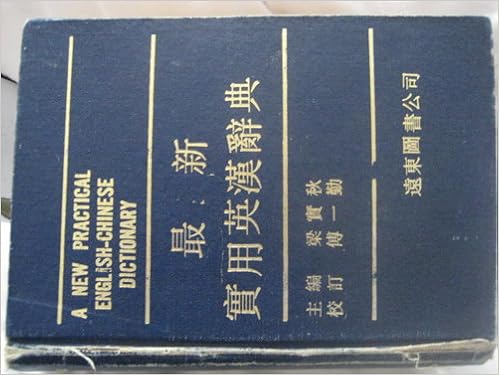 A NEW PRACTICAL
ENGLISH-CHINESE
DICTIONARY
最新
實用英漢辭典
主編 梁實秋
校訂 傅一勤
遠東圖書公司